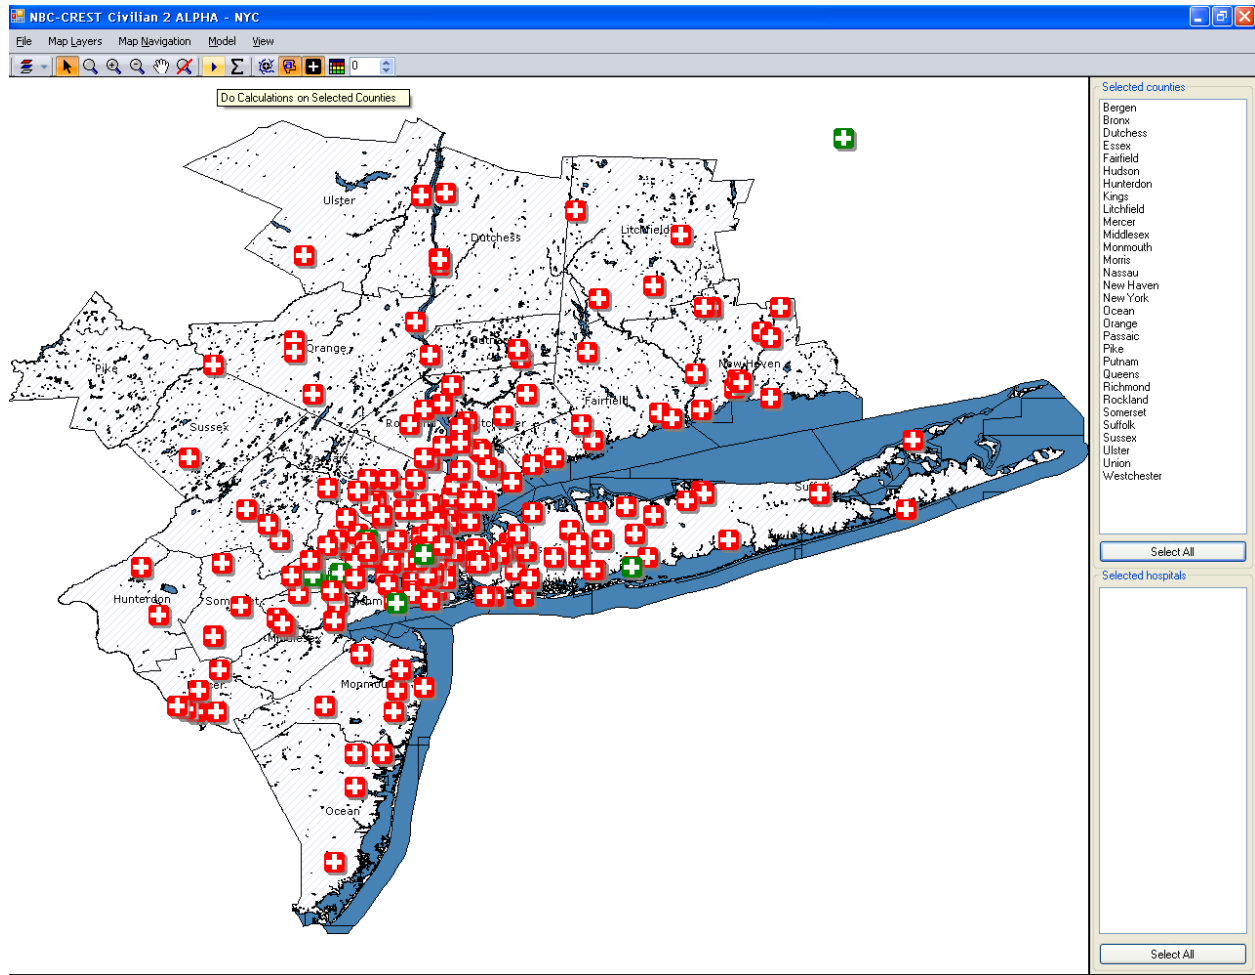 NBC-CREST Civilian 2 ALPHA - NYC
File Map Layers Map Navigation Model View
0
Do Calculations on Selected Counties
Ulster
Dutchess
Litchfield
Orange
Pike
New Haven
Fairfield
Sussex
Suffolk
Hunterdon
Ocean
Selected counties
Bergen
Bronx
Dutchess
Essex
Fairfield
Hudson
Hunterdon
Kings
Litchfield
Mercer
Middlesex
Monmouth
Morris
Nassau
New Haven
New York
Ocean
Orange
Passaic
Pike
Putnam
Queens
Richmond
Rockland
Somerset
Suffolk
Sussex
Ulster
Union
Westchester
Select All
Selected hospitals
Select All